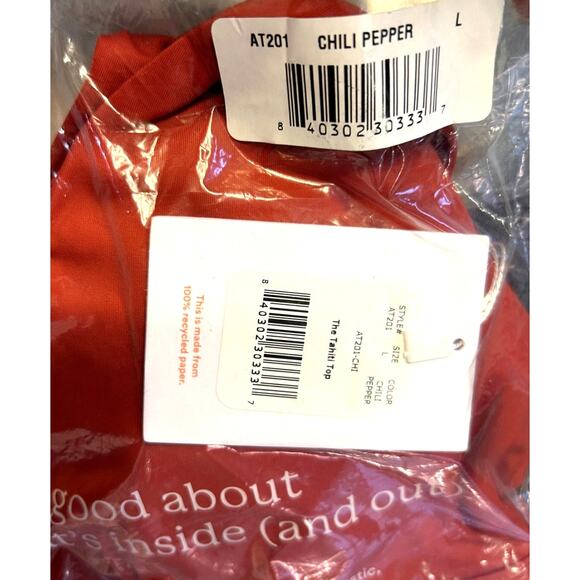 AT201 CHILI PEPPER L
8 40302 30333 7
This is made from
100% recycled paper.
8 40302 30333 7
The Tahiti Top
AT201-CHI
STYLE# SIZE COLOR
AT201 L CHILI
PEPPER
good about
's inside (and out)